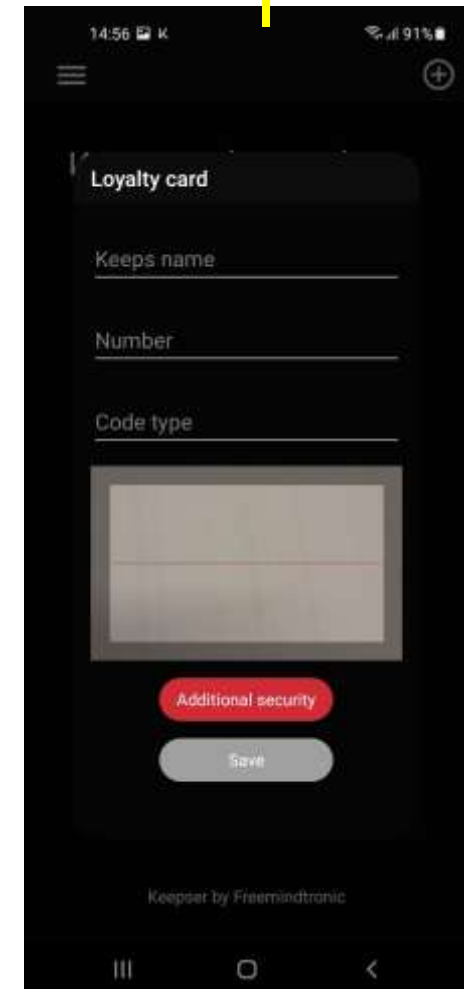 14:56 K 91%
Loyalty card
Keeps name
Number
Code type
Additional security
Save
Keepser by Freemindtronic